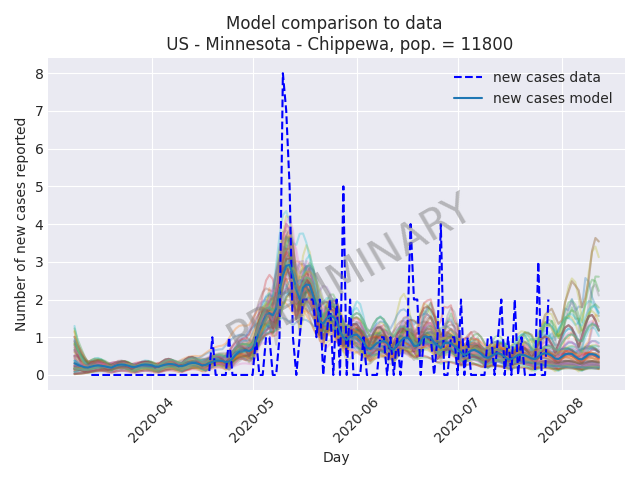 Model comparison to data
US - Minnesota - Chippewa, pop. = 11800
new cases data
new cases model
PRELIMINARY
Number of new cases reported
8
7
6
5
4
3
2
1
0
2020-04
2020-05
2020-06
2020-07
2020-08
Day